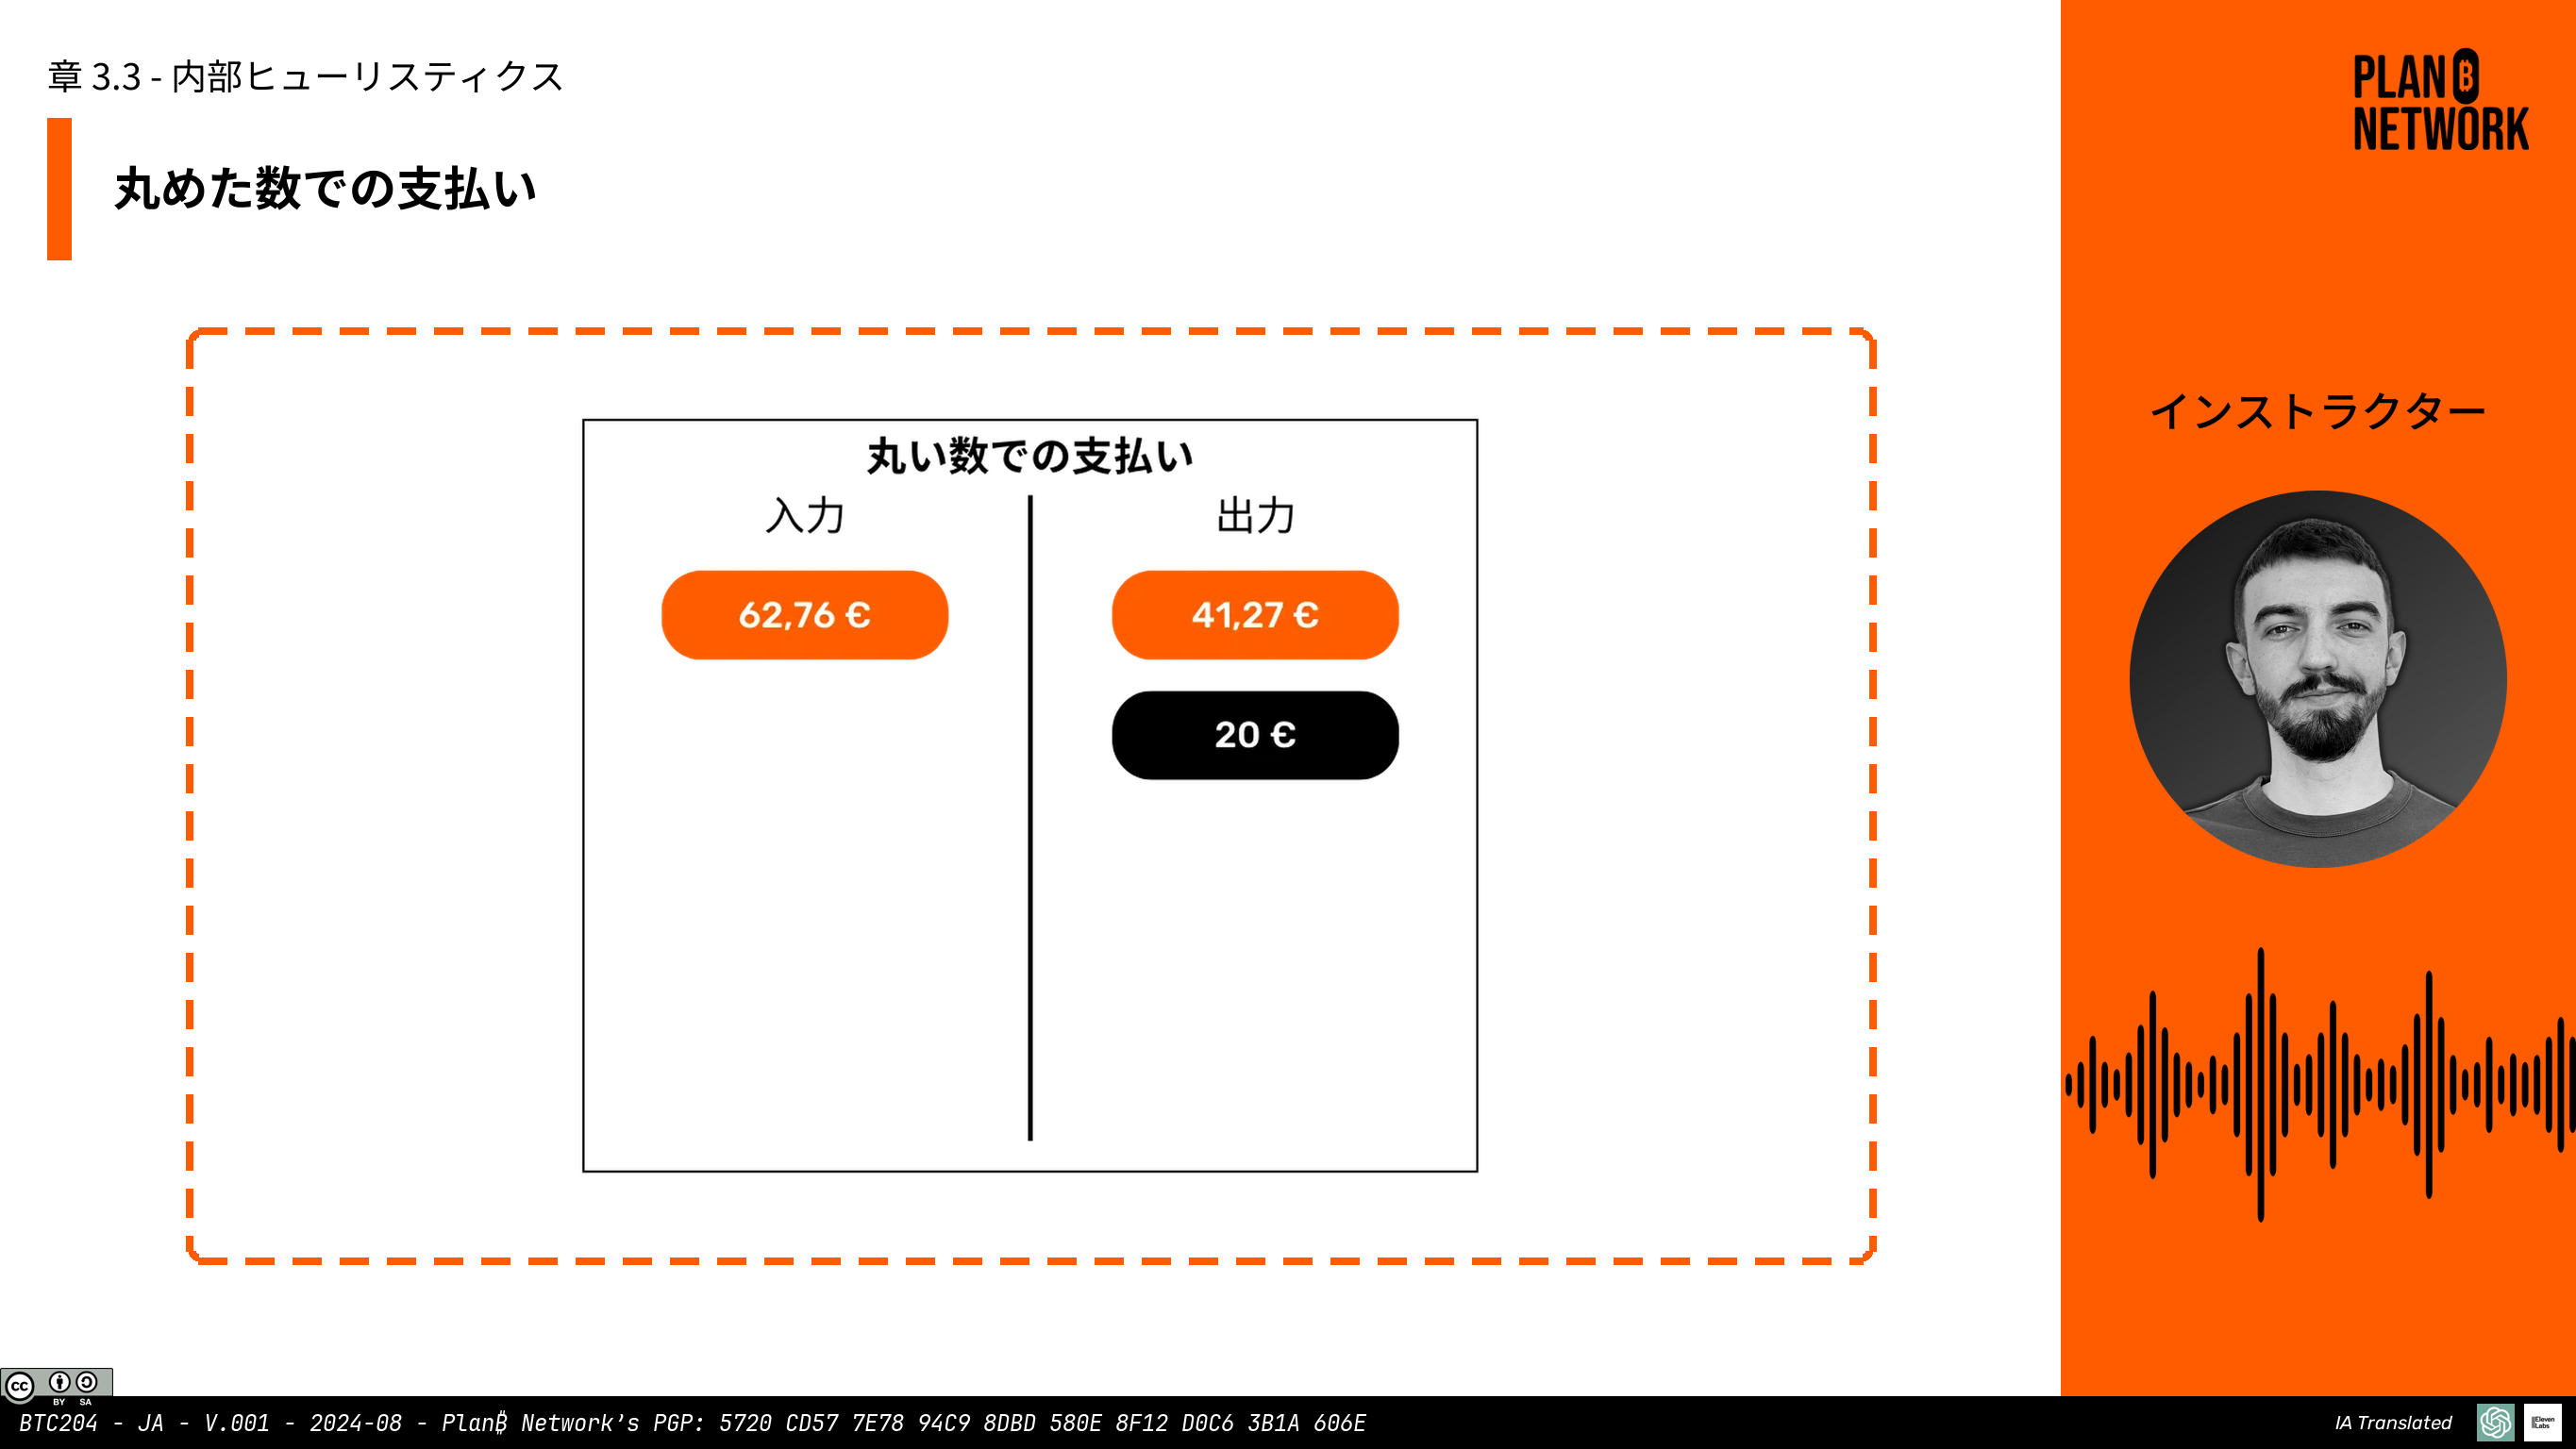 章 3.3 - 内部ヒューリスティクス
丸めた数での支払い
PLAN ₿
NETWORK
インストラクター
丸い数での支払い
入力
出力
62,76 €
41,27 €
20 €
CC
BY SA
BTC204 - JA - V.001 - 2024-08 - Plan₿ Network’s PGP: 5720 CD57 7E78 94C9 8DBD 580E 8F12 D0C6 3B1A 606E
IA Translated
ElevenLabs